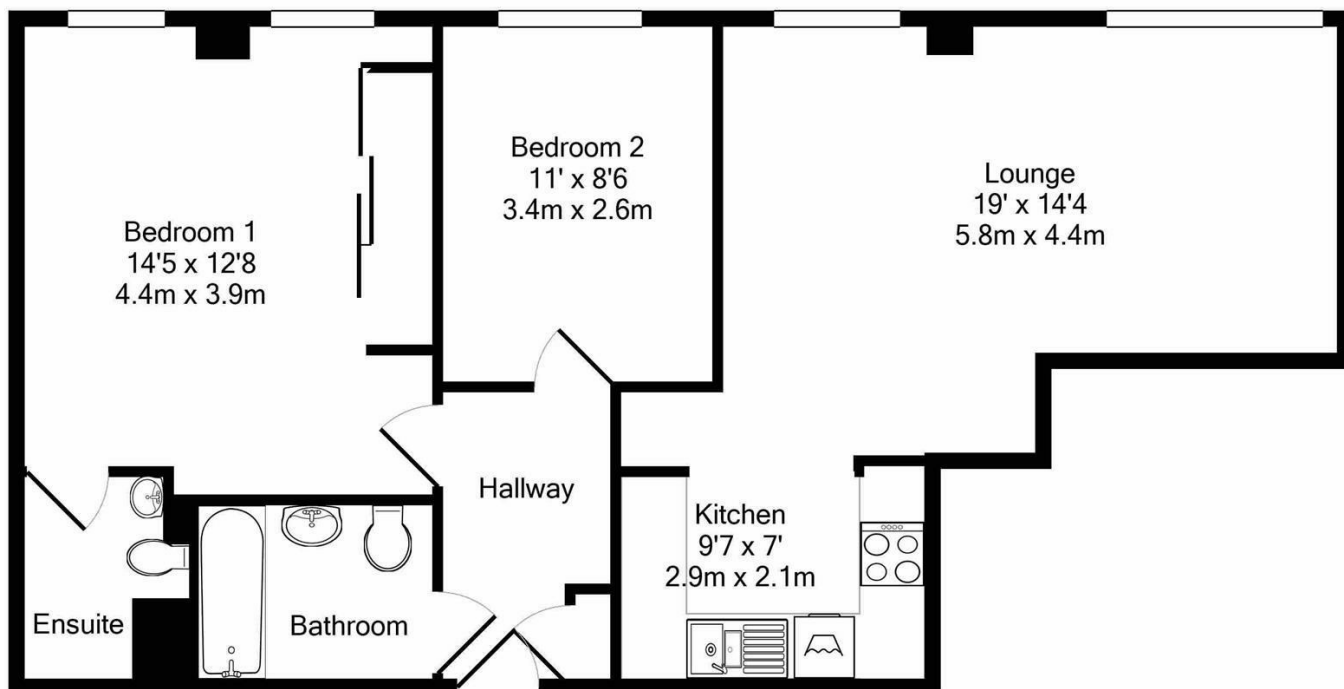 Bedroom 1
14'5 x 12'8
4.4m x 3.9m
Bedroom 2
11' x 8'6
3.4m x 2.6m
Lounge
19' x 14'4
5.8m x 4.4m
Hallway
Kitchen
9'7 x 7'
2.9m x 2.1m
Ensuite
Bathroom